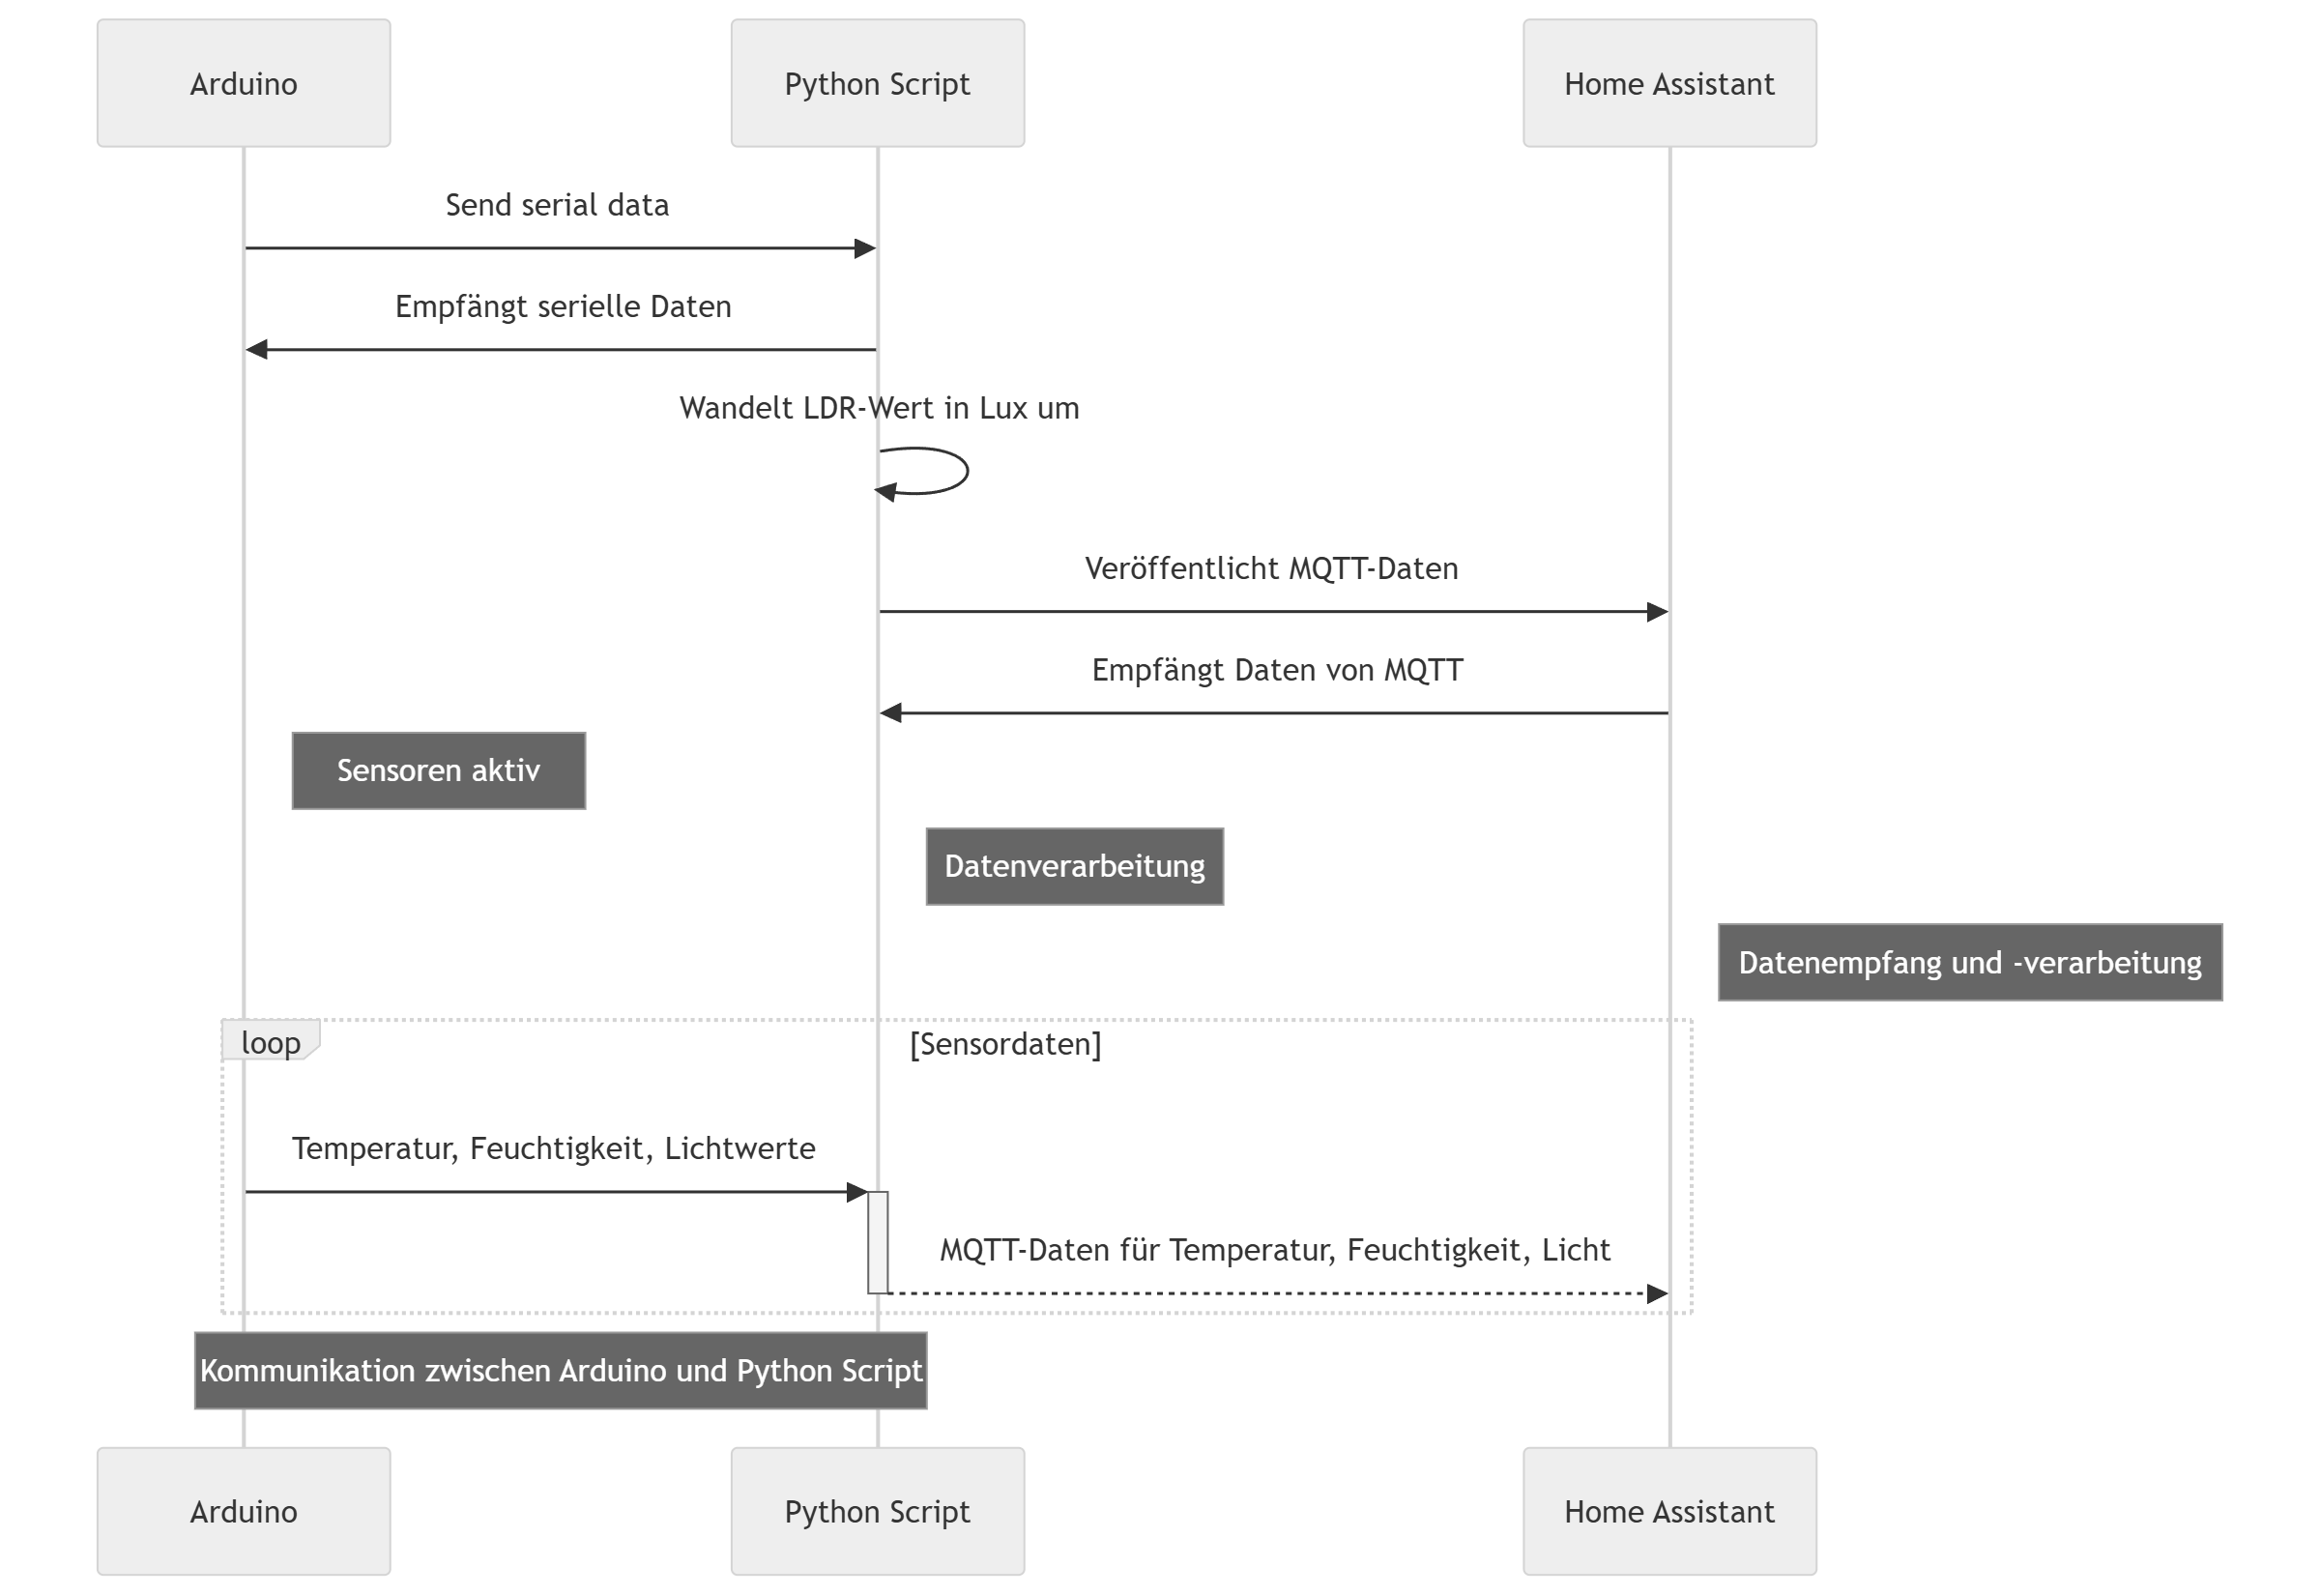 Arduino
Python Script
Home Assistant
Send serial data
Empfängt serielle Daten
Wandelt LDR-Wert in Lux um
Veröffentlicht MQTT-Daten
Empfängt Daten von MQTT
Sensoren aktiv
Datenverarbeitung
Datenempfang und -verarbeitung
loop
[Sensordaten]
Temperatur, Feuchtigkeit, Lichtwerte
MQTT-Daten für Temperatur, Feuchtigkeit, Licht
Kommunikation zwischen Arduino und Python Script
Arduino
Python Script
Home Assistant